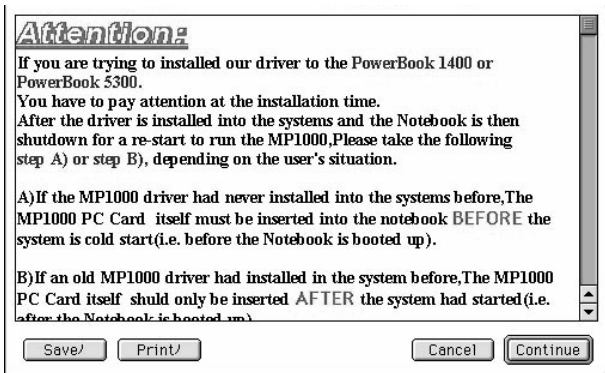 Attention:
If you are trying to installed our driver to the PowerBook 1400 or
PowerBook 5300.
You have to pay attention at the installation time.
After the driver is installed into the systems and the Notebook is then
shutdown for a re-start to run the MP1000,Please take the following
step A) or step B), depending on the user's situation.
A)If the MP1000 driver had never installed into the systems before,The
MP1000 PC Card itself must be inserted into the notebook BEFORE the
system is cold start(i.e. before the Notebook is booted up).
B)If an old MP1000 driver had installed in the system before,The MP1000
PC Card itself shuld only be inserted AFTER the system had started(i.e.
after the Notebook is booted up)
Save/ Print/ Cancel Continue